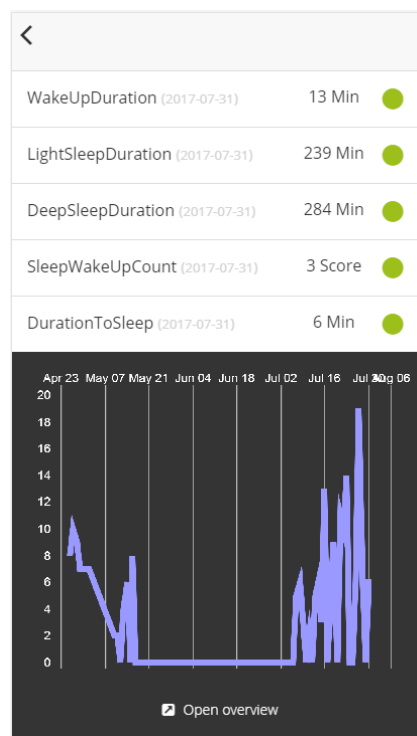 WakeUpDuration (2017-07-31) 13 Min
LightSleepDuration (2017-07-31) 239 Min
DeepSleepDuration (2017-07-31) 284 Min
SleepWakeUpCount (2017-07-31) 3 Score
DurationToSleep (2017-07-31) 6 Min
Apr 23 May 07 May 21 Jun 04 Jun 18 Jul 02 Jul 16 Jul 30 Aug 06
20
18
16
14
12
10
8
6
4
2
0
Open overview